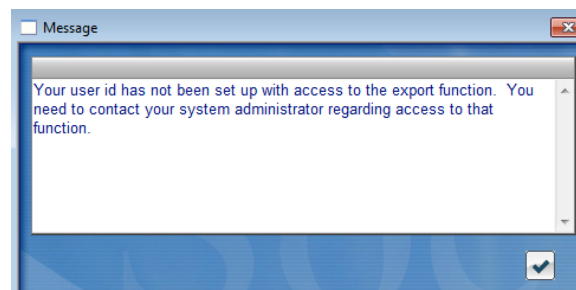 Message
Your user id has not been set up with access to the export function.  You
need to contact your system administrator regarding access to that
function.